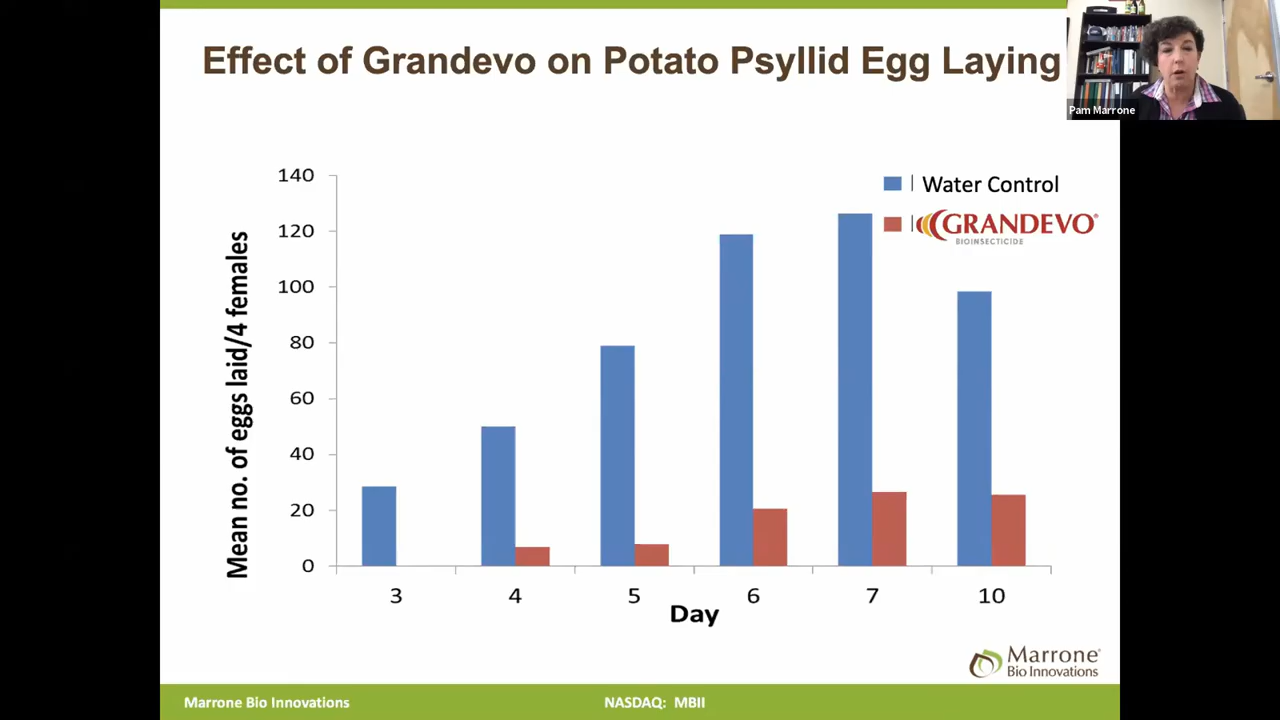 Effect of Grandevo on Potato Psyllid Egg Laying
Pam Marrone
Mean no. of eggs laid/4 females
140
120
100
80
60
40
20
0
Water Control
GRANDEVO®
BIOINSECTICIDE
3 4 5 6 7 10
Day
Marrone®
Bio Innovations
Marrone Bio Innovations NASDAQ: MBII